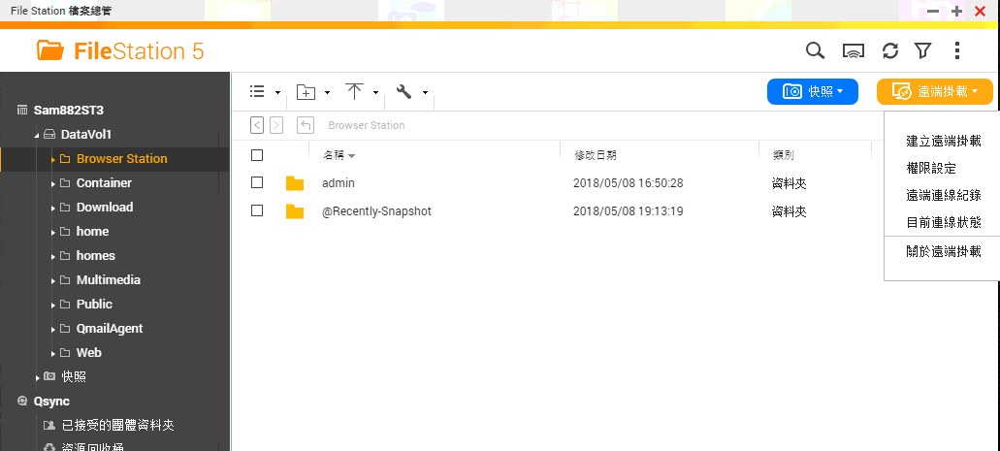 File Station 檔案總管
FileStation 5
Sam882ST3
DataVol1
Browser Station
Container
Download
home
homes
Multimedia
Public
QmailAgent
Web
快照
Qsync
已接受的團體資料夾
資源回收桶
快照
遠端掛載
Browser Station
名稱 修改日期 類別
admin 2018/05/08 16:50:28 資料夾
@Recently-Snapshot 2018/05/08 19:13:19 資料夾
建立遠端掛載
權限設定
遠端連線紀錄
目前連線狀態
關於遠端掛載